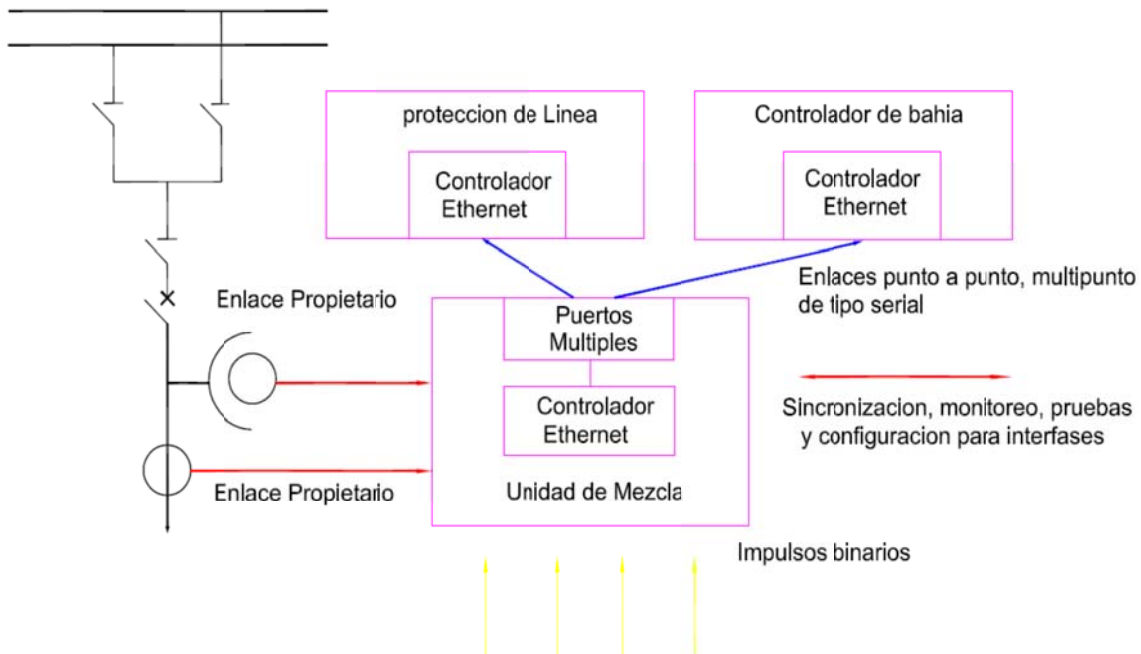 proteccion de Linea
Controlador
Ethernet
Controlador de bahia
Controlador
Ethernet
Enlace Propietario
Enlaces punto a punto, multipunto
de tipo serial
Puertos
Multiples
Controlador
Ethernet
Sincronizacion, monitoreo, pruebas
y configuracion para interfases
Enlace Propietario
Unidad de Mezcla
Impulsos binarios